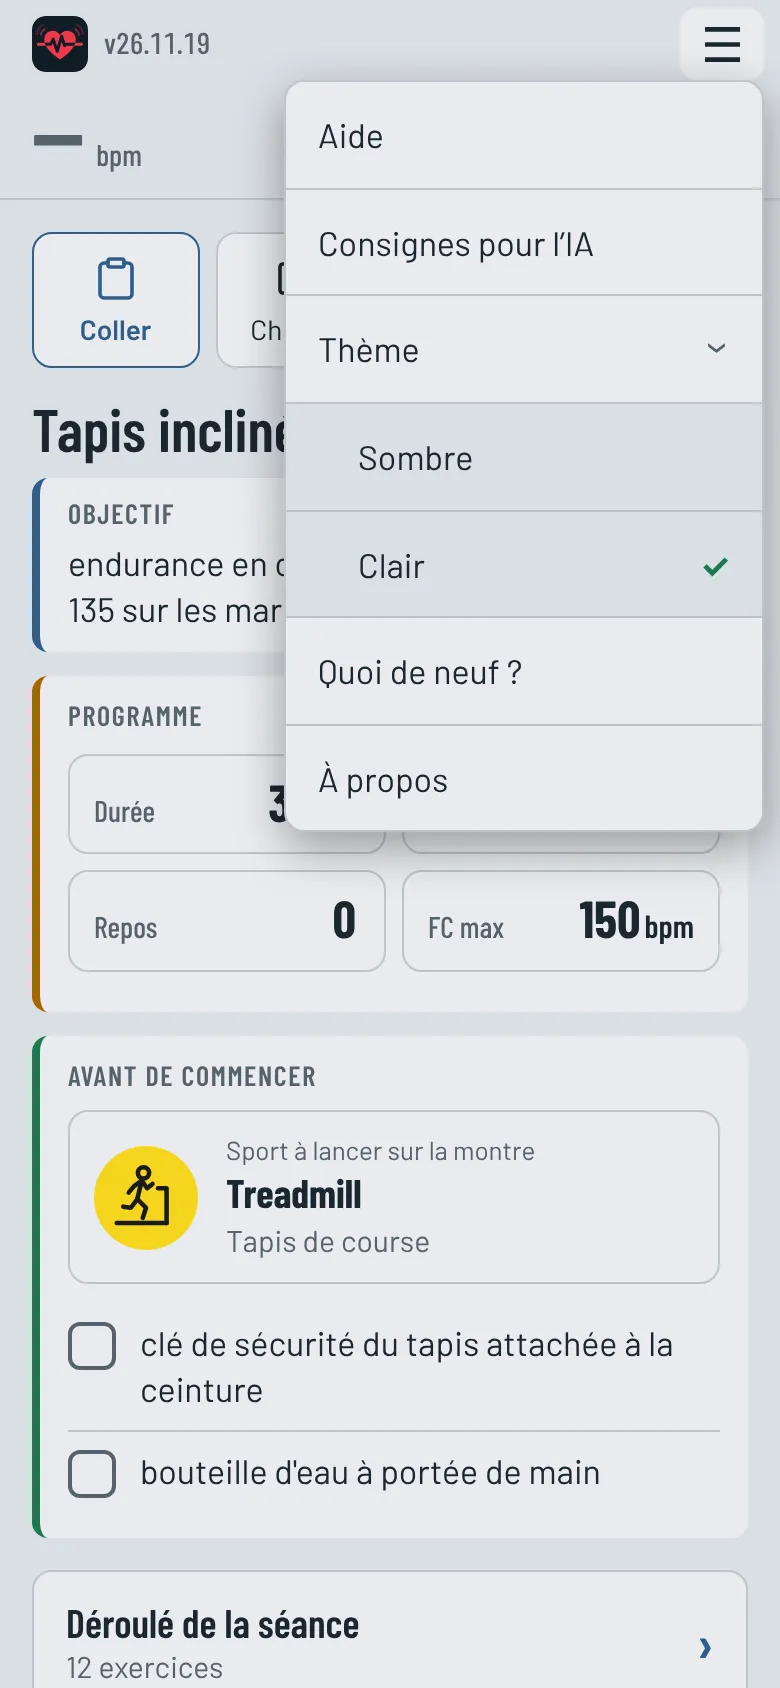 v26.11.19
bpm
Aide
Consignes pour l’IA
Thème
Sombre
Clair
Quoi de neuf ?
À propos
Coller
Ch
Tapis incliné
OBJECTIF
endurance en
135 sur les mar
PROGRAMME
Durée 3
Repos 0
FC max 150 bpm
AVANT DE COMMENCER
Sport à lancer sur la montre
Treadmill
Tapis de course
clé de sécurité du tapis attachée à la
ceinture
bouteille d'eau à portée de main
Déroulé de la séance
12 exercices